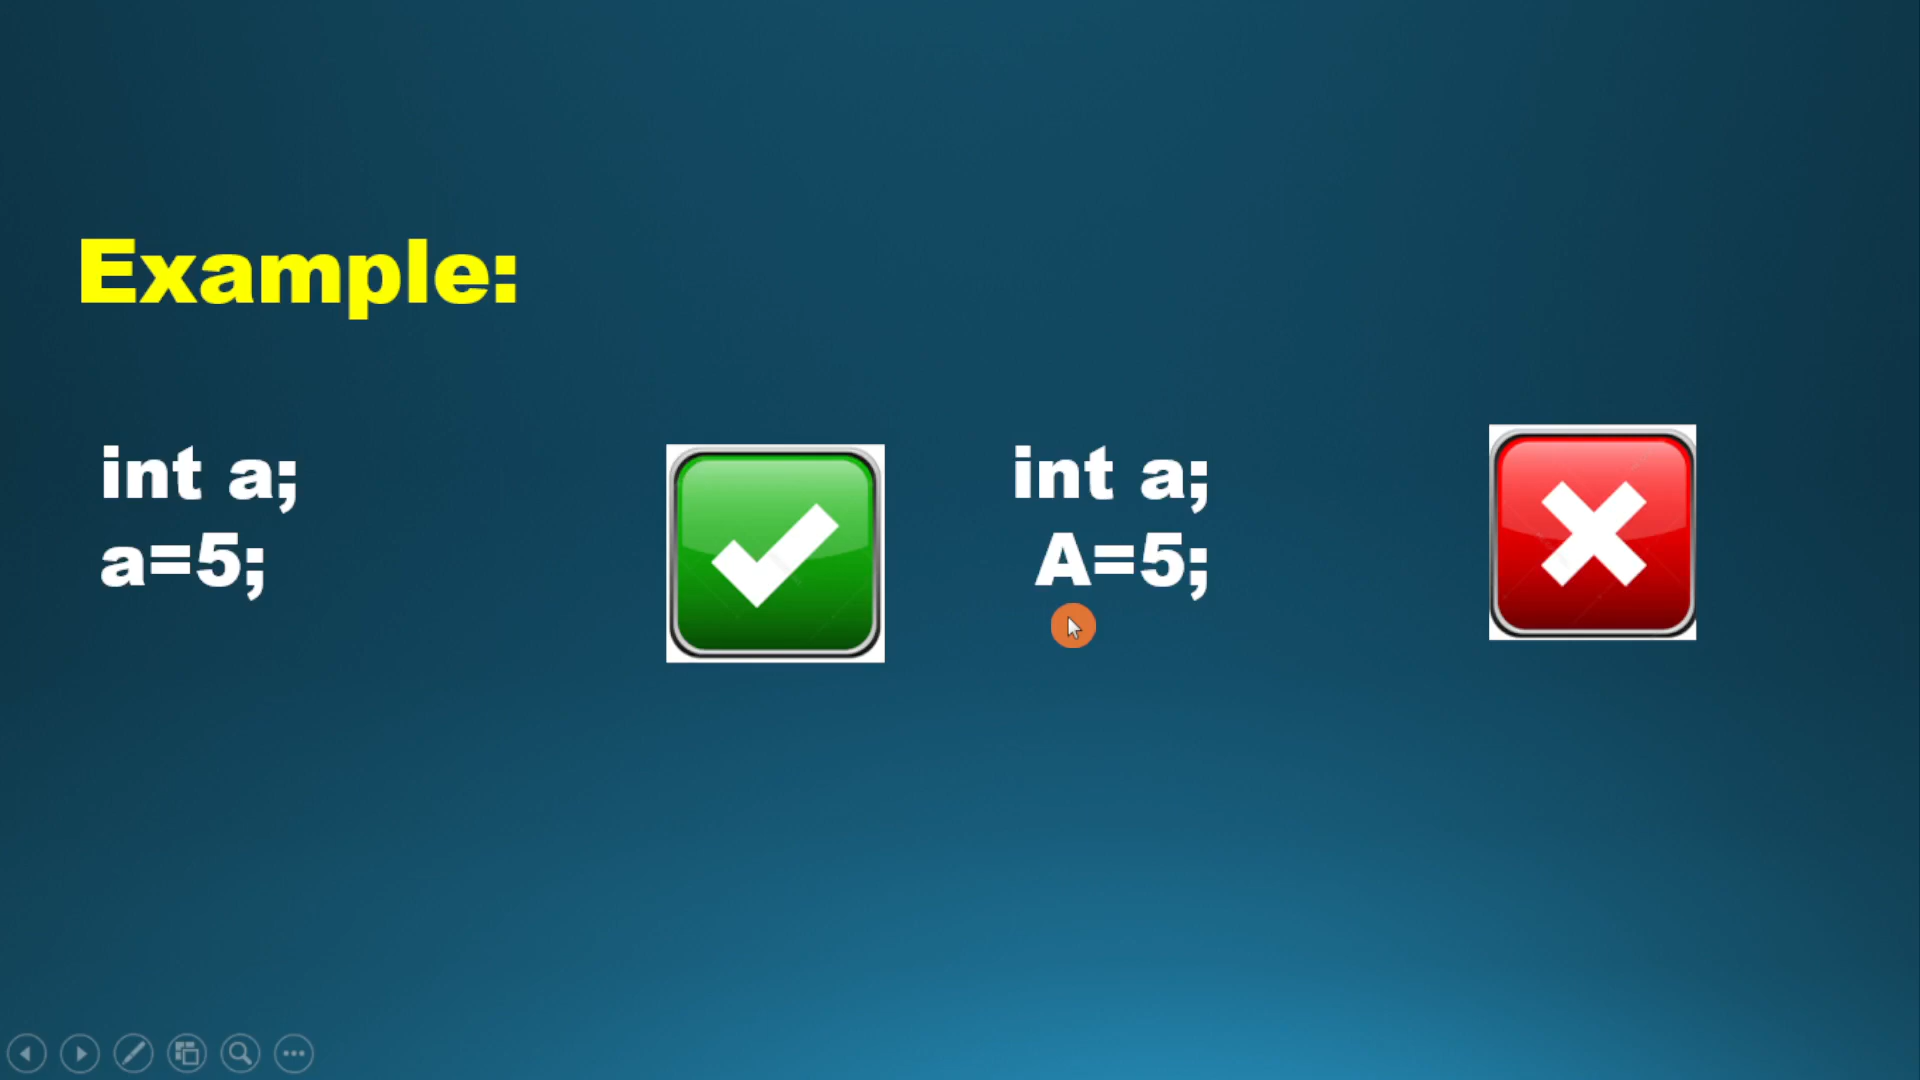 Example:
int a;
a=5;
int a;
A=5;